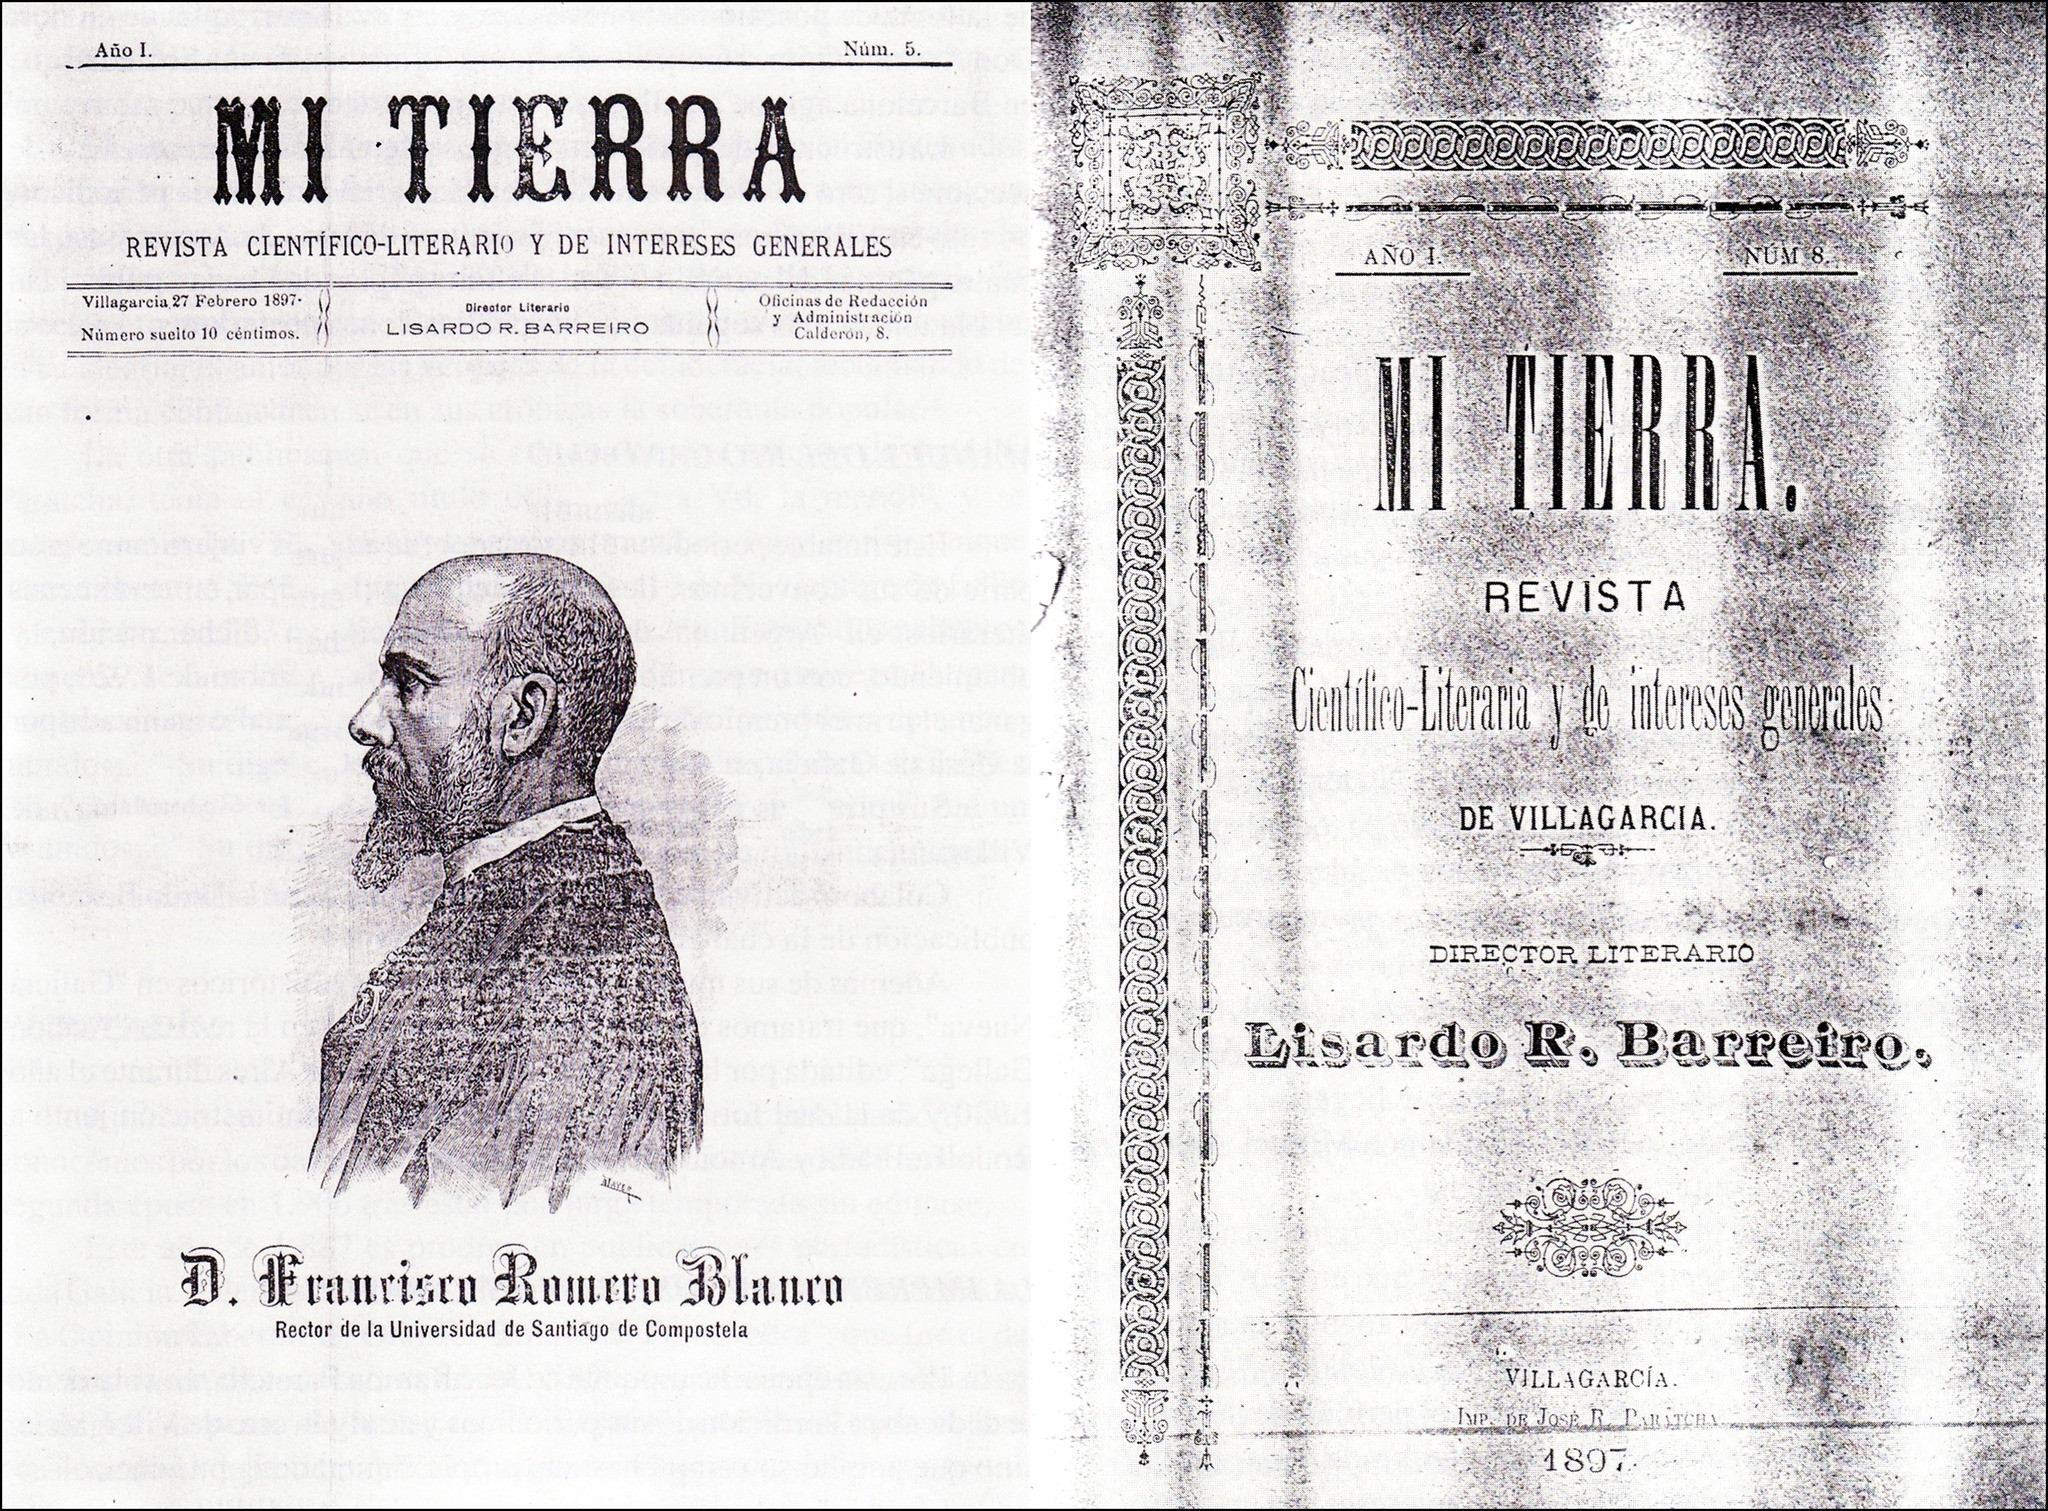 Año I.
Núm. 5.
MI TIERRA
REVISTA CIENTÍFICO-LITERARIO Y DE INTERESES GENERALES
Villagarcia 27 Febrero 1897.
Número suelto 10 céntimos.
Director Literario
LISARDO R. BARREIRO
Oficinas de Redacción
y Administración
Calderón, 8.
MAYER
D. Francisco Romero Blanco
Rector de la Universidad de Santiago de Compostela
AÑO I.
NÚM 8.
MI TIERRA.
REVISTA
Científico-Literaria y de intereses generales
DE VILLAGARCIA.
DIRECTOR LITERARIO
Lisardo R. Barreiro.
VILLAGARCÍA.
IMP. DE JOSÉ R. PARATCHA
1897.